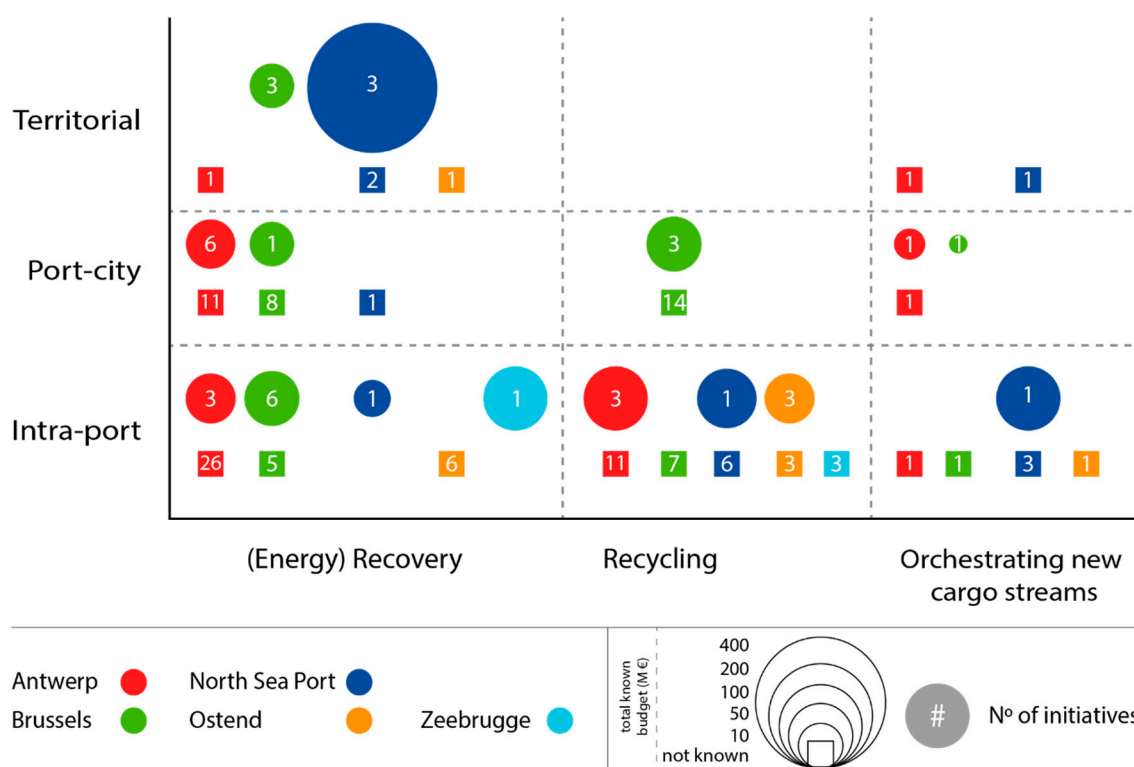 3 3
Territorial
1 2 1 1 1
6 1 3 1 1
Port-city
11 8 1 14 1
3 6 1 1 3 1 3 1
Intra-port
26 5 6 11 7 6 3 3 1 1 3 1
(Energy) Recovery Recycling Orchestrating new
cargo streams
Antwerp North Sea Port
Brussels Ostend Zeebrugge
total known
budget (M €)
400
200
100
50
10
not known
# Nº of initiatives